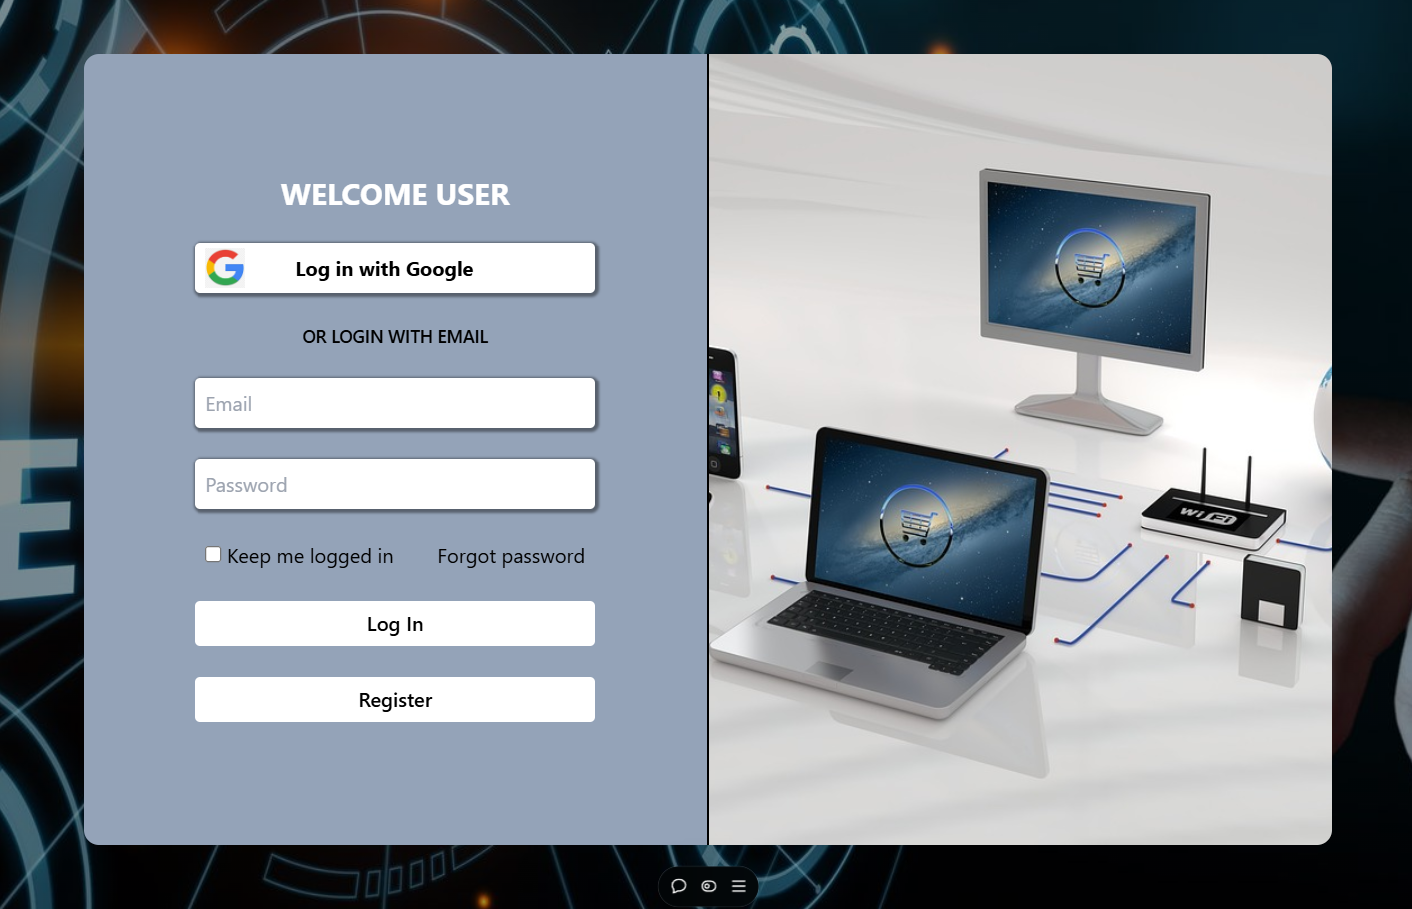 WELCOME USER
Log in with Google
OR LOGIN WITH EMAIL
Email
Password
Keep me logged in
Forgot password
Log In
Register
Wi Fi
E